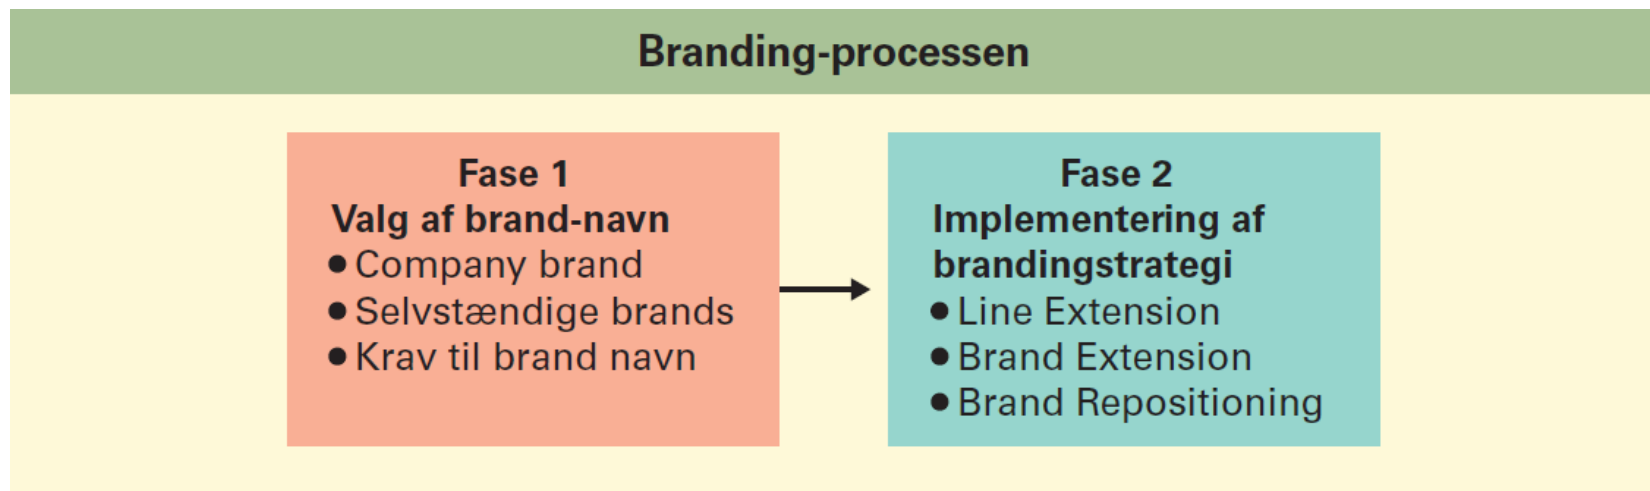 Branding-processen
Fase 1
Valg af brand-navn
● Company brand
● Selvstændige brands
● Krav til brand navn
Fase 2
Implementering af
brandingstrategi
● Line Extension
● Brand Extension
● Brand Repositioning